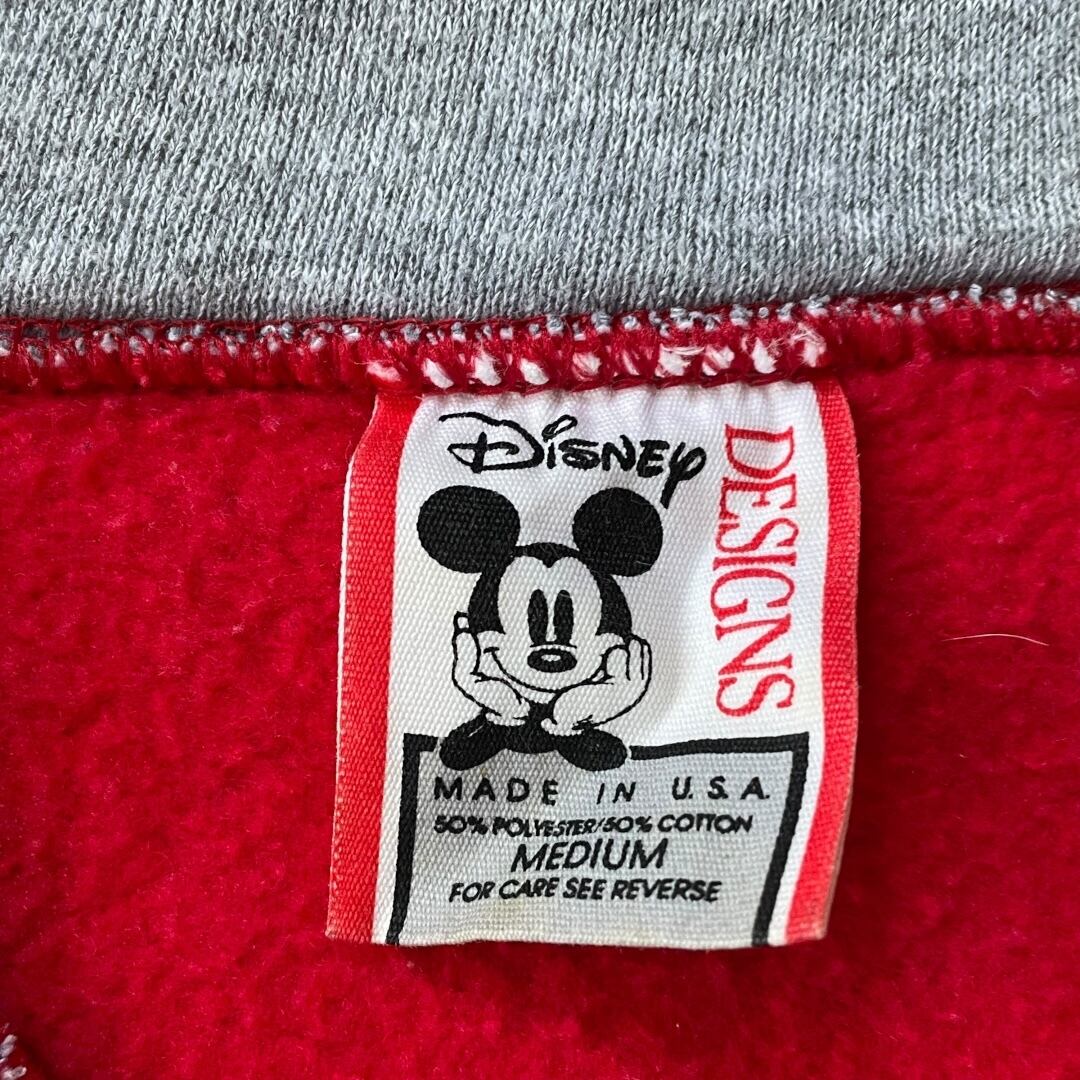 Disney
DESIGNS
MADE IN U.S.A.
50% POLYESTER/50% COTTON
MEDIUM
FOR CARE SEE REVERSE